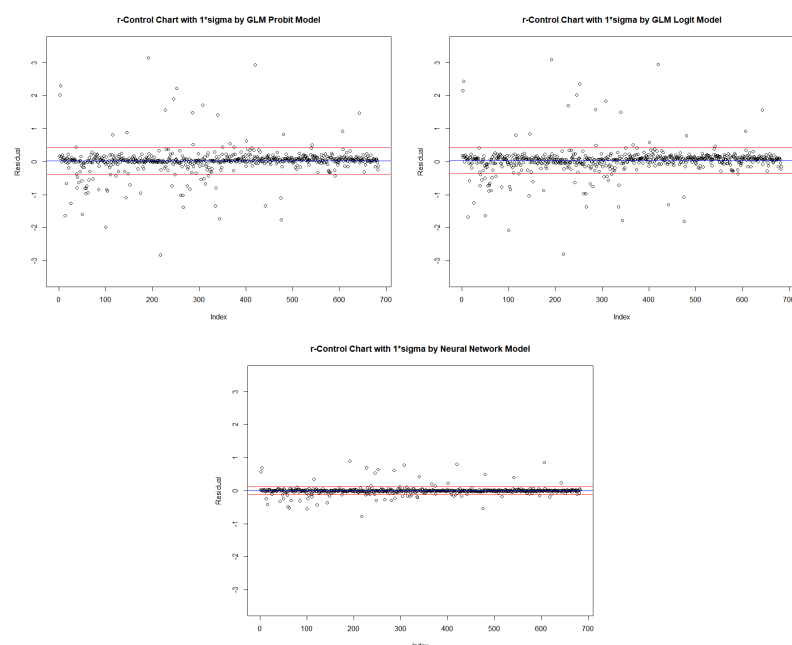 r-Control Chart with 1*sigma by GLM Probit Model
3
2
1
0
-1
-2
-3
Residual
0 100 200 300 400 500 600 700
Index
r-Control Chart with 1*sigma by GLM Logit Model
3
2
1
0
-1
-2
-3
Residual
0 100 200 300 400 500 600 700
Index
r-Control Chart with 1*sigma by Neural Network Model
3
2
1
0
-1
-2
-3
Residual
0 100 200 300 400 500 600 700
Index